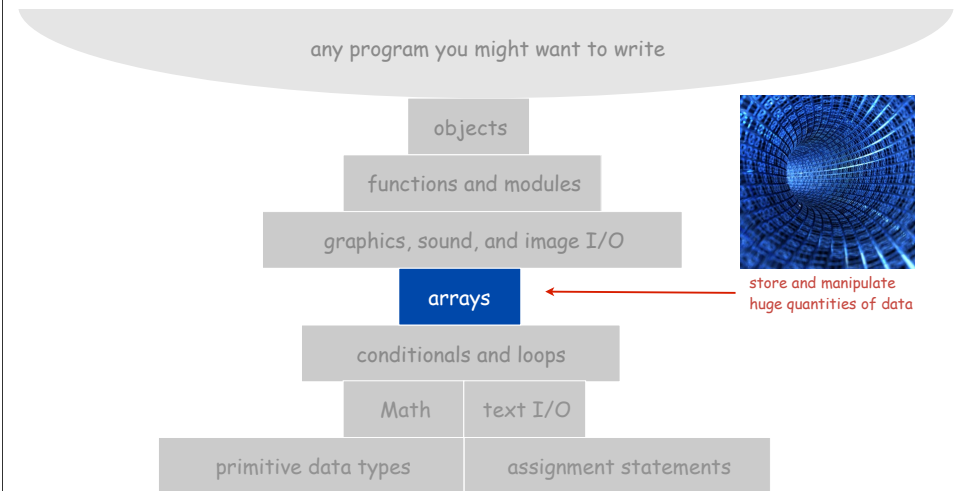 any program you might want to write
objects
functions and modules
graphics, sound, and image I/O
arrays
store and manipulate
huge quantities of data
conditionals and loops
Math
text I/O
primitive data types
assignment statements